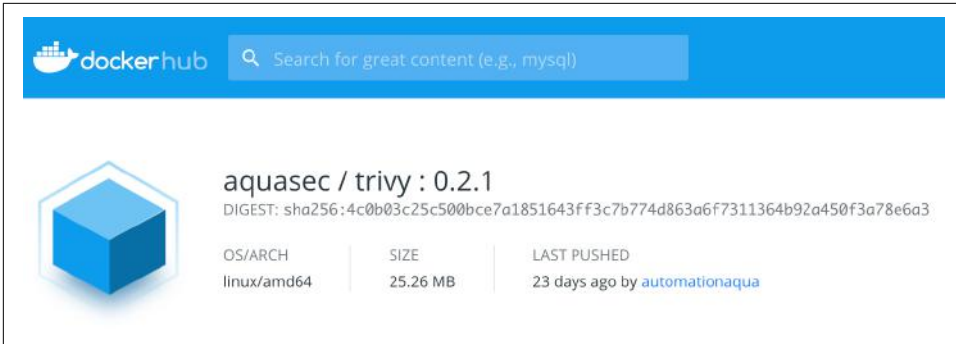 dockerhub
Search for great content (e.g., mysql)
aquasec / trivy : 0.2.1
DIGEST: sha256:4c0b03c25c500bce7a1851643ff3c7b774d863a6f7311364b92a450f3a78e6a3
OS/ARCH SIZE LAST PUSHED
linux/amd64 25.26 MB 23 days ago by automationaqua